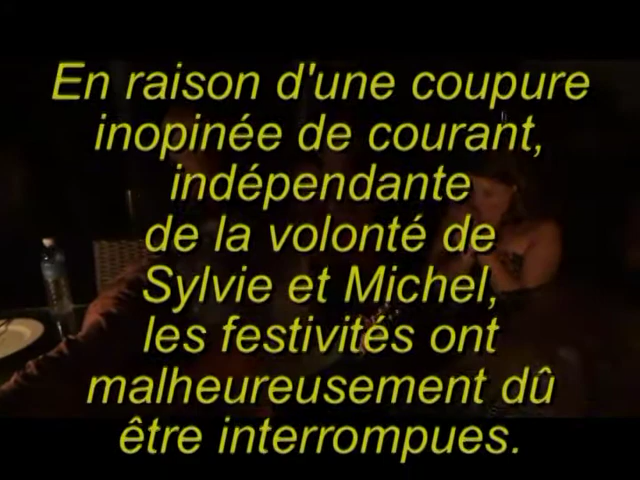 En raison d'une coupure
inopinée de courant,
indépendante
de la volonté de
Sylvie et Michel,
les festivités ont
malheureusement dû
être interrompues.